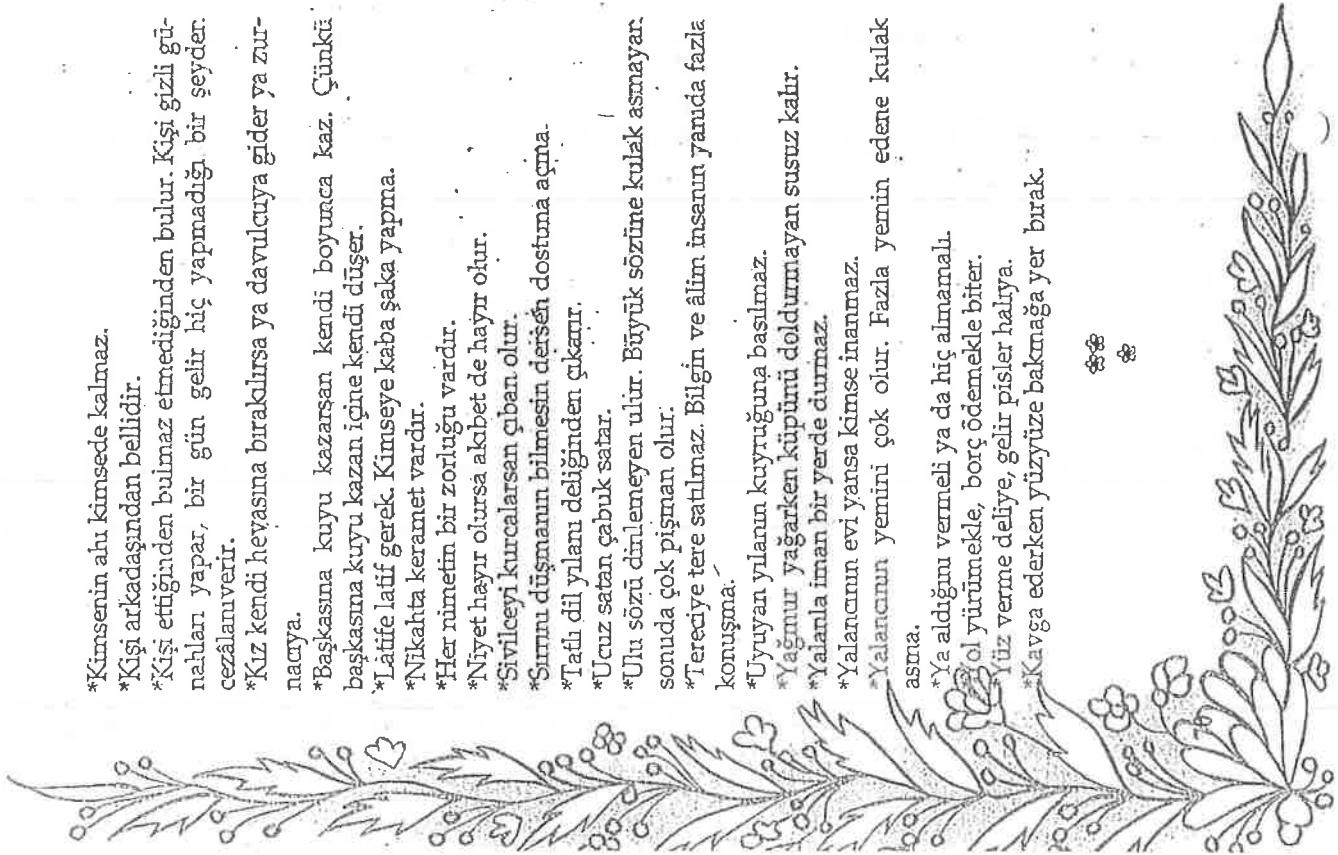 *Kimsenin ahı kimsede kalmaz.
*Kişi arkadaşından bellidir.
*Kişi ettiğinden bulmaz etmediğinden bulur. Kişi gizli gü-
nahları yapar, bir gün gelir hiç yapmadığı bir şeyder
cezâlanıverir.
*Kız kendi hevasına bırakılırsa ya davulcuya gider ya zur-
nacıya.
*Başkasına kuyu kazarsan kendi boyunca kaz. Çünkü
başkasına kuyu kazan içine kendi düşer.
*Lâtife latif gerek. Kimseye kaba şaka yapma.
*Nikahta keramet vardır.
*Her nimetin bir zorluğu vardır.
*Niyet hayır olursa akıbet de hayır olur.
*Sivilceyi kurcalarsan çıban olur.
*Sırrını düşmanın bilmesin dersen dostuna açma.
*Tatlı dil yılanı deliğinden çıkarır.
*Ucuz satan çabuk satar.
*Ulu sözü dinlemeyen ulur. Büyük sözüne kulak asmayan
sonuda çok pişman olur.
*Tereciye tere satılmaz. Bilgin ve âlim insanın yanıda fazla
konuşma.
*Uyuyan yılanın kuyruğuna basılmaz.
*Yağmur yağarken küpünü doldurmayan susuz kalır.
*Yalanla iman bir yerde durmaz.
*Yalancının evi yansa kimse inanmaz.
*Yalancının yemini çok olur. Fazla yemin edene kulak
asma.
*Ya aldığını vermeli ya da hiç almamalı.
*Yol yürümekle, borç ödemekle biter.
*Yüz verme deliye, gelir pisler halıya.
*Kavga ederken yüzyüze bakmağa yer bırak.